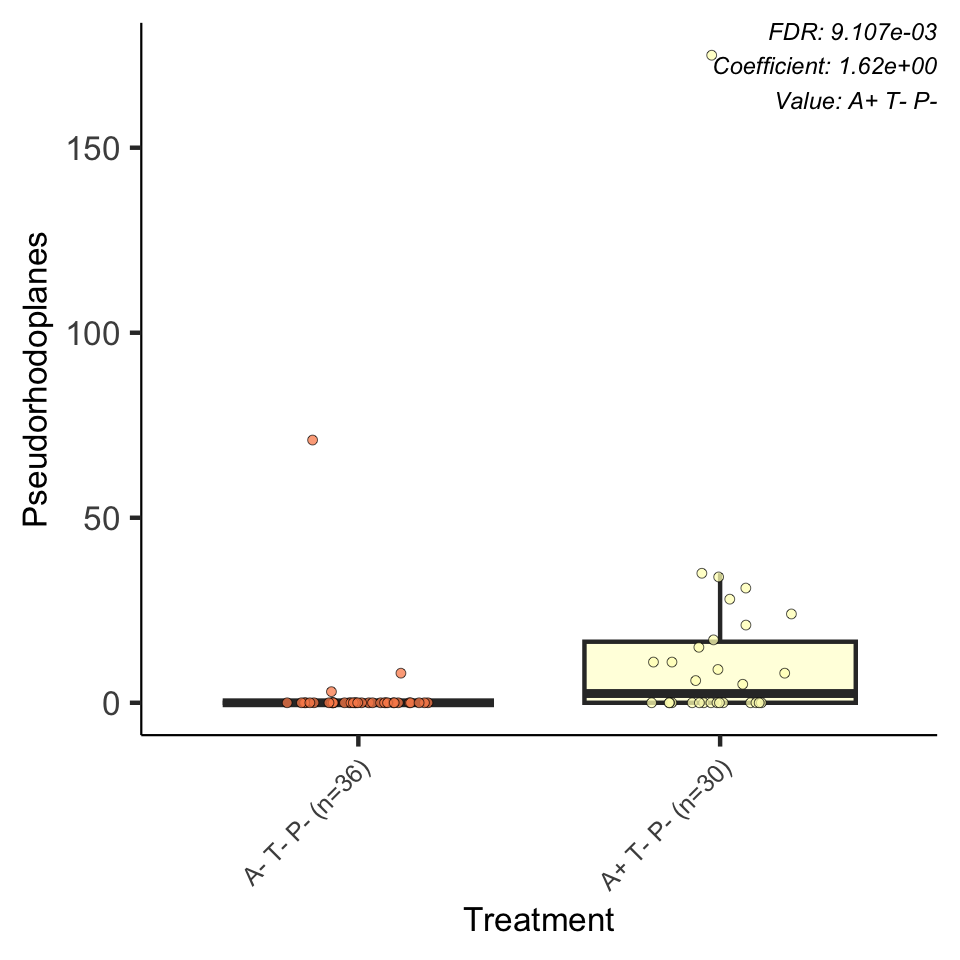 FDR: 9.107e-03
Coefficient: 1.62e+00
Value: A+ T- P-
Pseudorhodoplanes
150
100
50
0
A- T- P- (n=36)
A+ T- P- (n=30)
Treatment